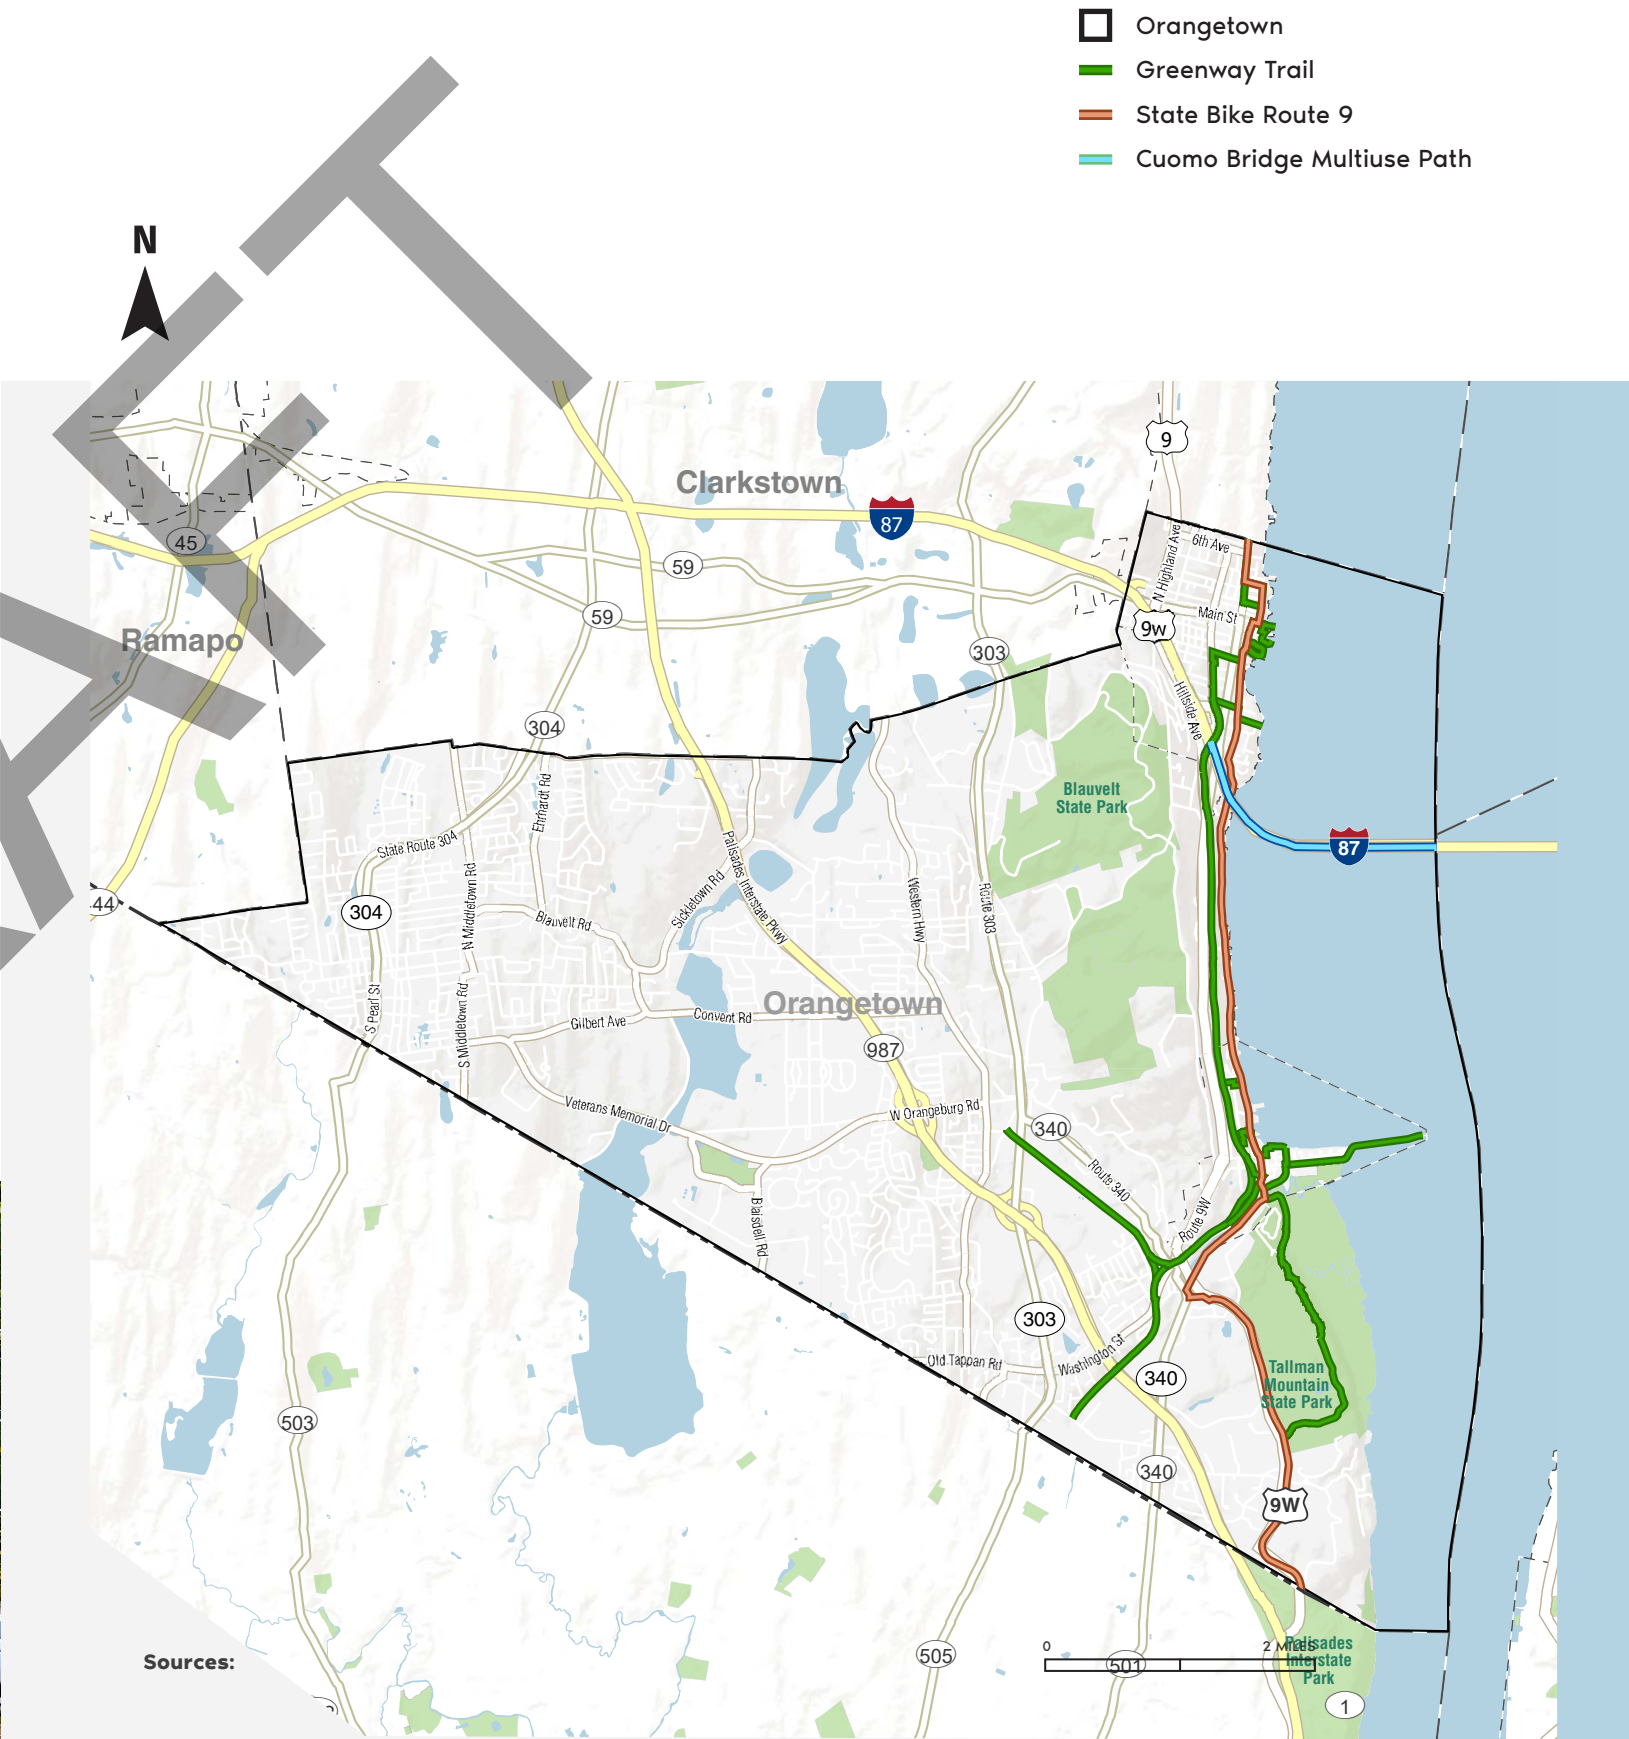 Orangetown
Greenway Trail
State Bike Route 9
Cuomo Bridge Multiuse Path
N
9
Clarkstown
87
45
6th Ave
N Highland Ave
59
59
Main St
9w
Ramapo
303
Hillside Ave
304
Blauvelt
State Park
Ehrhardt Rd
State Route 304
87
Palisades Interstate Pkwy
N Middletown Rd
Sickletown Rd
Western Hwy
Route 303
44
304
Blauvelt Rd
Orangetown
S Pearl St
S Middletown Rd
Gilbert Ave
Convent Rd
987
Veterans Memorial Dr
W Orangeburg Rd
340
Route 340
Route 9W
Blaisdell Rd
303
Washington St
Old Tappan Rd
340
Tallman
Mountain
State Park
503
340
9W
Sources:
0
2 MILES
Palisades
Interstate
Park
505
501
1